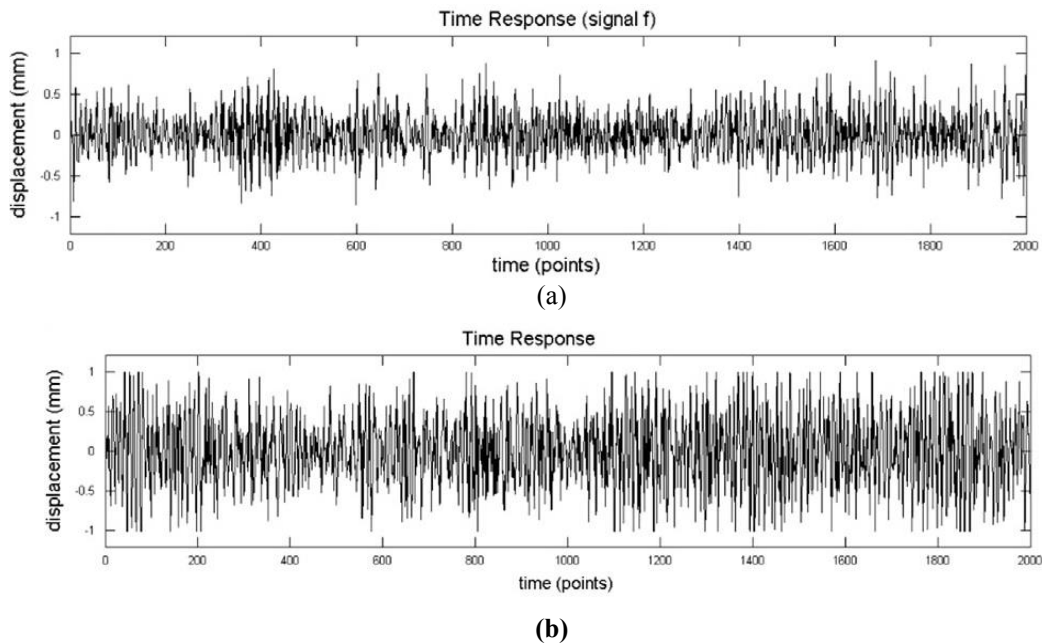 Time Response (signal f)
displacement (mm)
1
0.5
0
-0.5
-1
0 200 400 600 800 1000 1200 1400 1600 1800 2000
time (points)
(a)
Time Response
displacement (mm)
1
0.5
0
-0.5
-1
0 200 400 600 800 1000 1200 1400 1600 1800 2000
time (points)
(b)